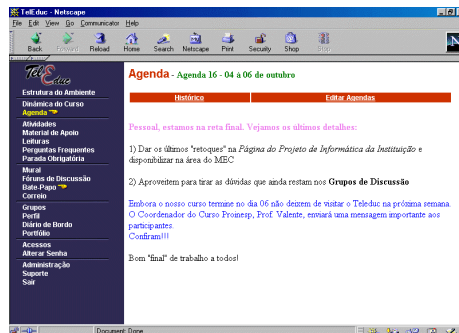 TelEduc - Netscape
File Edit View Go Communicator Help
Back Forward Reload Home Search Netscape Print Security Shop Stop
N
TelEduc
Agenda - Agenda 16 - 04 à 06 de outubro
Histórico Editar Agendas
Estrutura do Ambiente
Dinâmica do Curso
Agenda
Atividades
Material de Apoio
Leituras
Perguntas Frequentes
Parada Obrigatória
Mural
Fóruns de Discussão
Bate-Papo
Correio
Grupos
Perfil
Diário de Bordo
Portfólio
Acessos
Alterar Senha
Administração
Suporte
Sair
Pessoal, estamos na reta final. Vejamos os últimos detalhes:
1) Dar os últimos "retoques" na Página do Projeto de Informática da Instituição e
disponibilizar na área do MEC
2) Aproveitem para tirar as dúvidas que ainda restam nos Grupos de Discussão
Embora o nosso curso termine no dia 06 não deixem de visitar o Teleduc na próxima semana.
O Coordenador do Curso Proinesp, Prof. Valente, enviará uma mensagem importante aos
participantes.
Confiram!!!
Bom "final" de trabalho a todos!
Document: Done